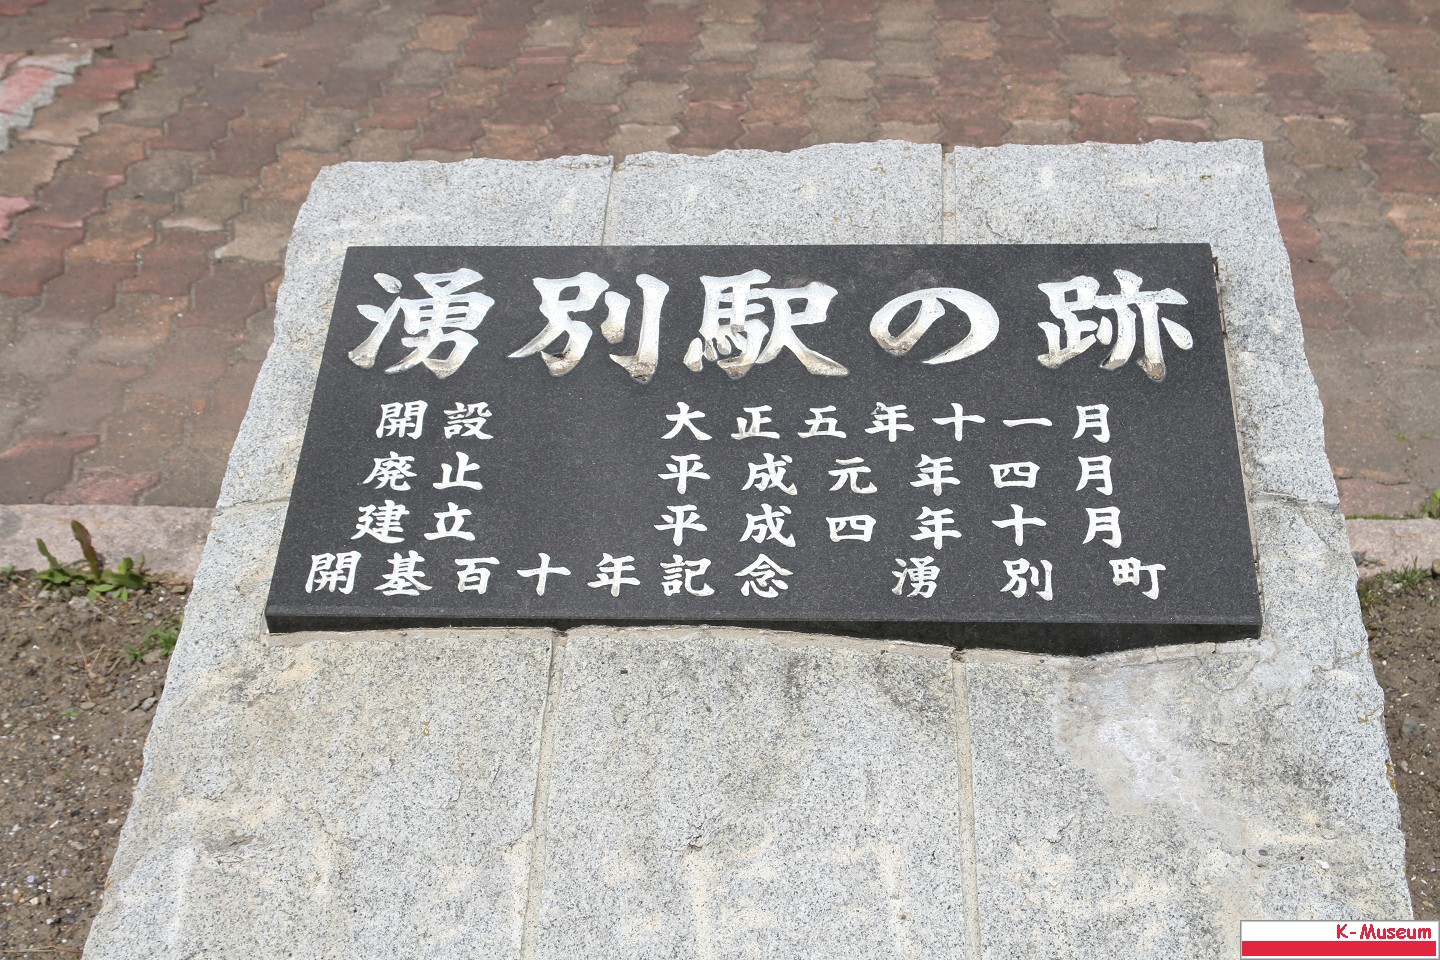 湧別駅の跡
開設 大正五年十一月
廃止 平成元年四月
建立 平成四年十月
開基百十年記念 湧別町
K-Museum